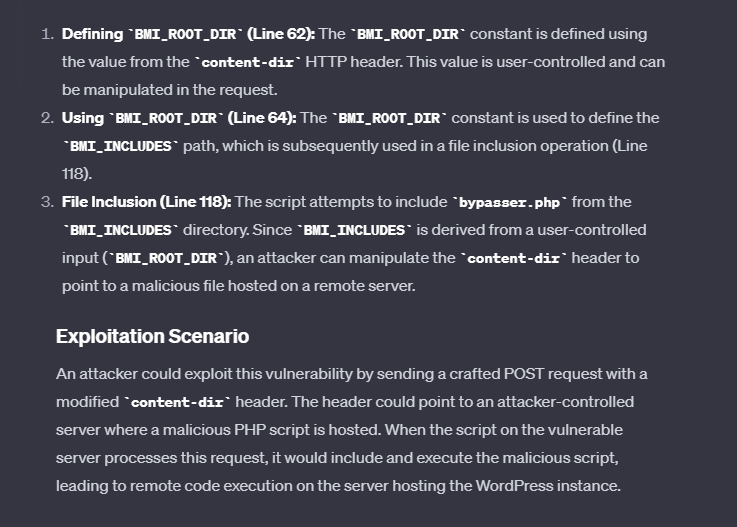 1. Defining `BMI_ROOT_DIR` (Line 62): The `BMI_ROOT_DIR` constant is defined using
the value from the `content-dir` HTTP header. This value is user-controlled and can
be manipulated in the request.
2. Using `BMI_ROOT_DIR` (Line 64): The `BMI_ROOT_DIR` constant is used to define the
`BMI_INCLUDES` path, which is subsequently used in a file inclusion operation (Line
118).
3. File Inclusion (Line 118): The script attempts to include `bypasser.php` from the
`BMI_INCLUDES` directory. Since `BMI_INCLUDES` is derived from a user-controlled
input (`BMI_ROOT_DIR`), an attacker can manipulate the `content-dir` header to
point to a malicious file hosted on a remote server.
Exploitation Scenario
An attacker could exploit this vulnerability by sending a crafted POST request with a
modified `content-dir` header. The header could point to an attacker-controlled
server where a malicious PHP script is hosted. When the script on the vulnerable
server processes this request, it would include and execute the malicious script,
leading to remote code execution on the server hosting the WordPress instance.